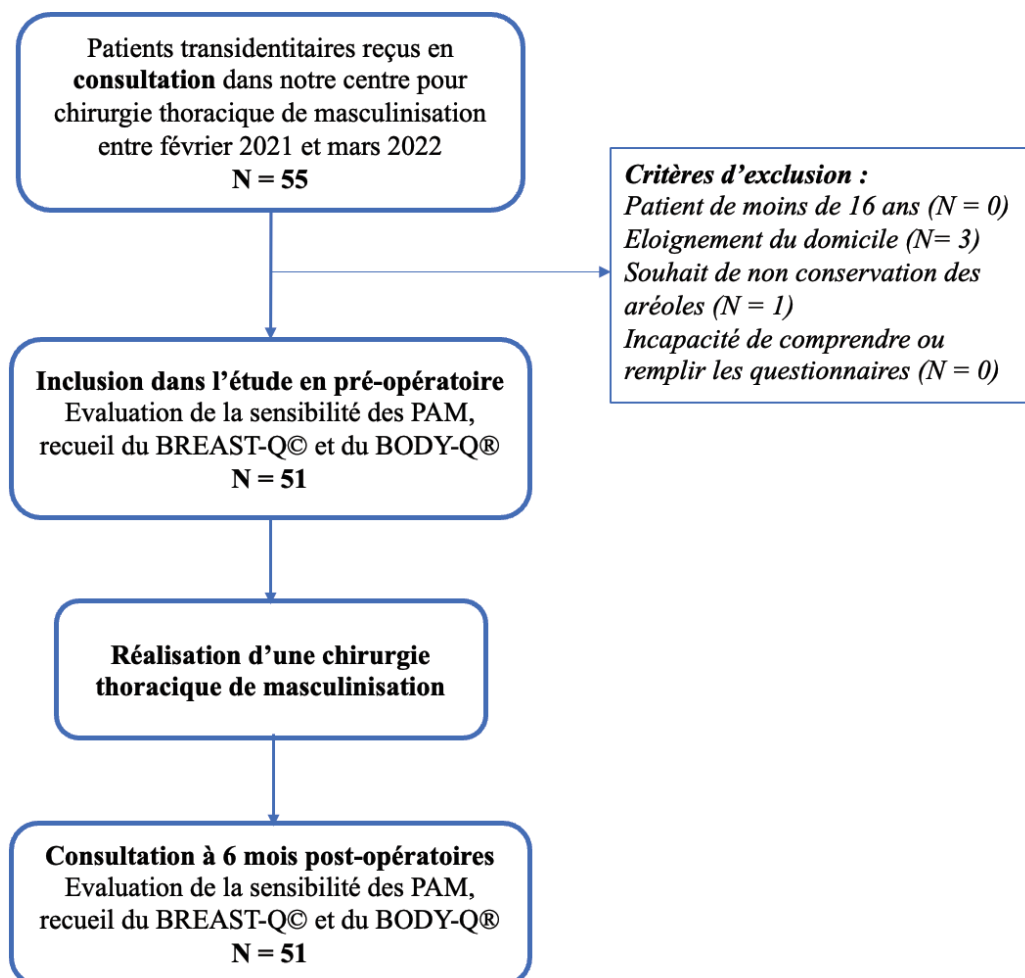 Patients transidentitaires reçus en
consultation dans notre centre pour
chirurgie thoracique de masculinisation
entre février 2021 et mars 2022
N = 55
Critères d’exclusion :
Patient de moins de 16 ans (N = 0)
Eloignement du domicile (N= 3)
Souhait de non conservation des
aréoles (N = 1)
Incapacité de comprendre ou
remplir les questionnaires (N = 0)
Inclusion dans l’étude en pré-opératoire
Evaluation de la sensibilité des PAM,
recueil du BREAST-Q© et du BODY-Q®
N = 51
Réalisation d’une chirurgie
thoracique de masculinisation
Consultation à 6 mois post-opératoires
Evaluation de la sensibilité des PAM,
recueil du BREAST-Q© et du BODY-Q®
N = 51